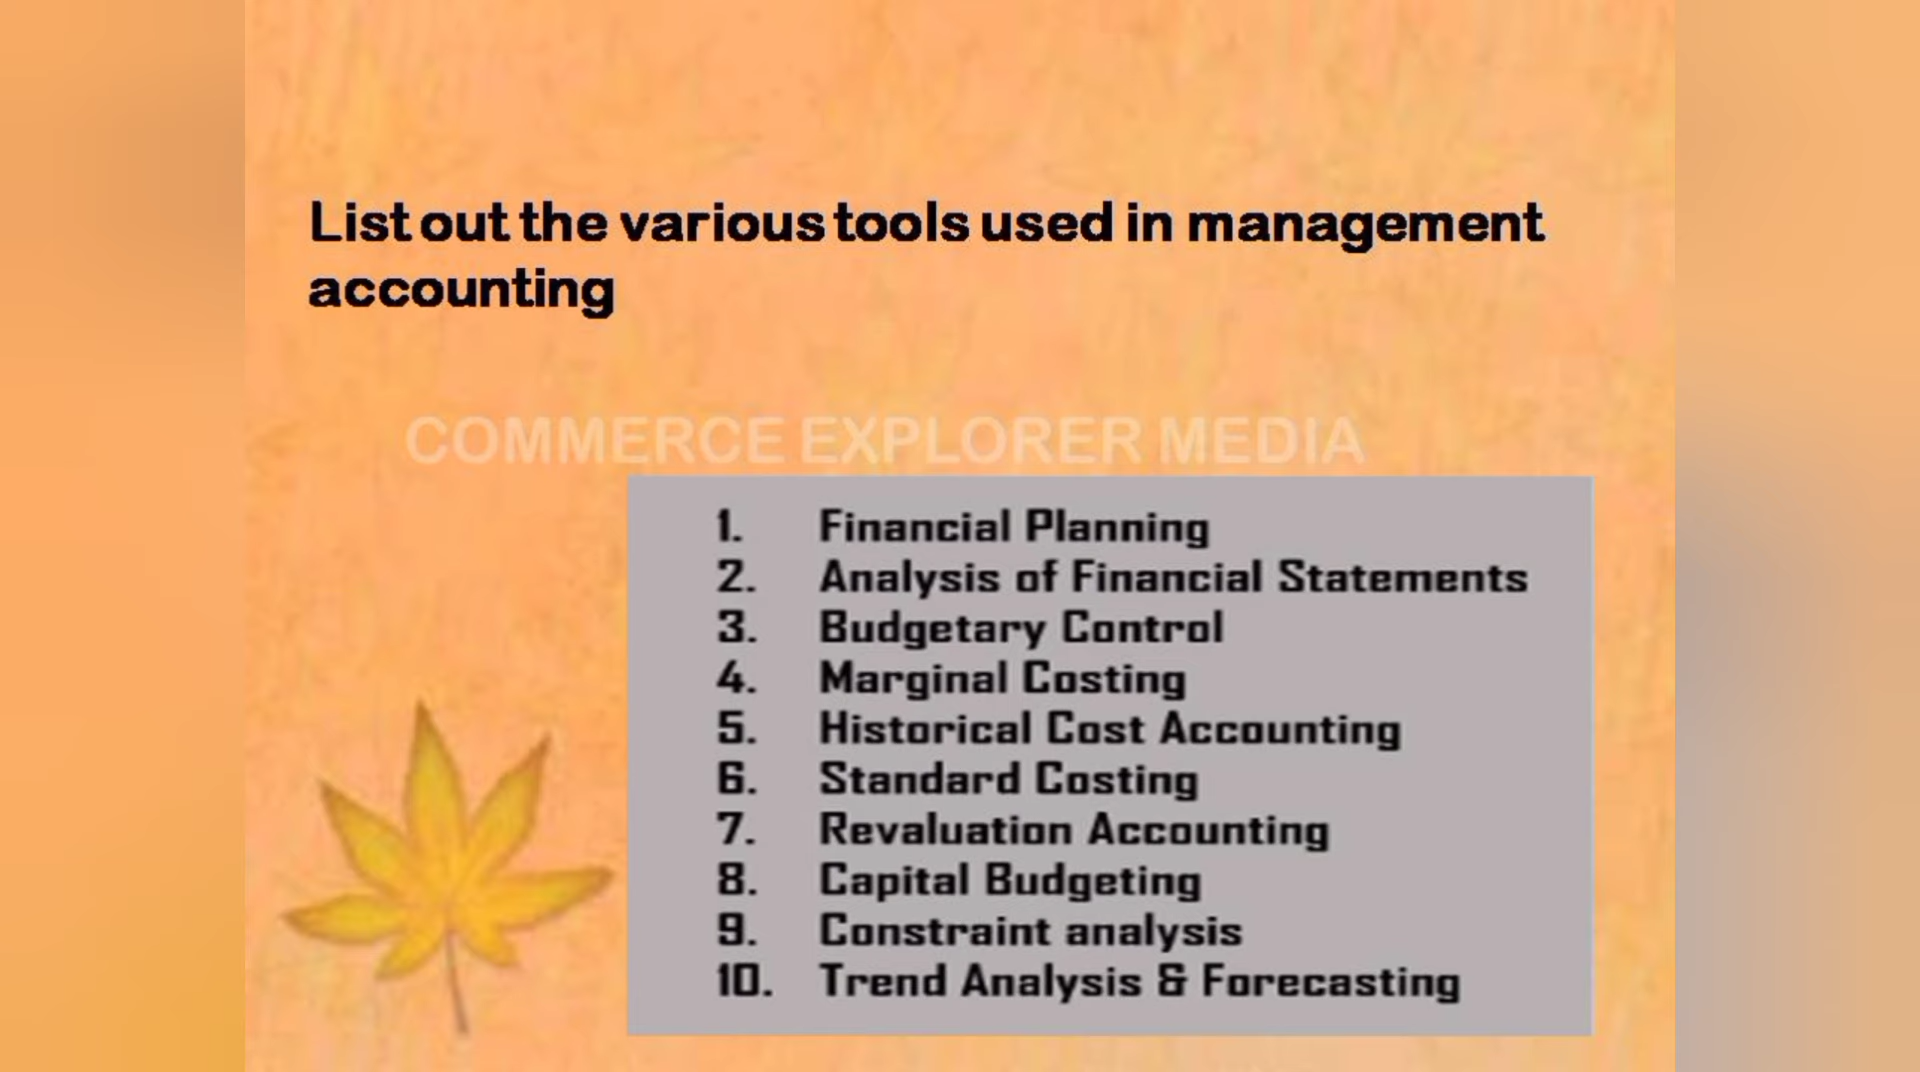 List out the various tools used in management
accounting
COMMERCE EXPLORER MEDIA
1. Financial Planning
2. Analysis of Financial Statements
3. Budgetary Control
4. Marginal Costing
5. Historical Cost Accounting
6. Standard Costing
7. Revaluation Accounting
8. Capital Budgeting
9. Constraint analysis
10. Trend Analysis & Forecasting